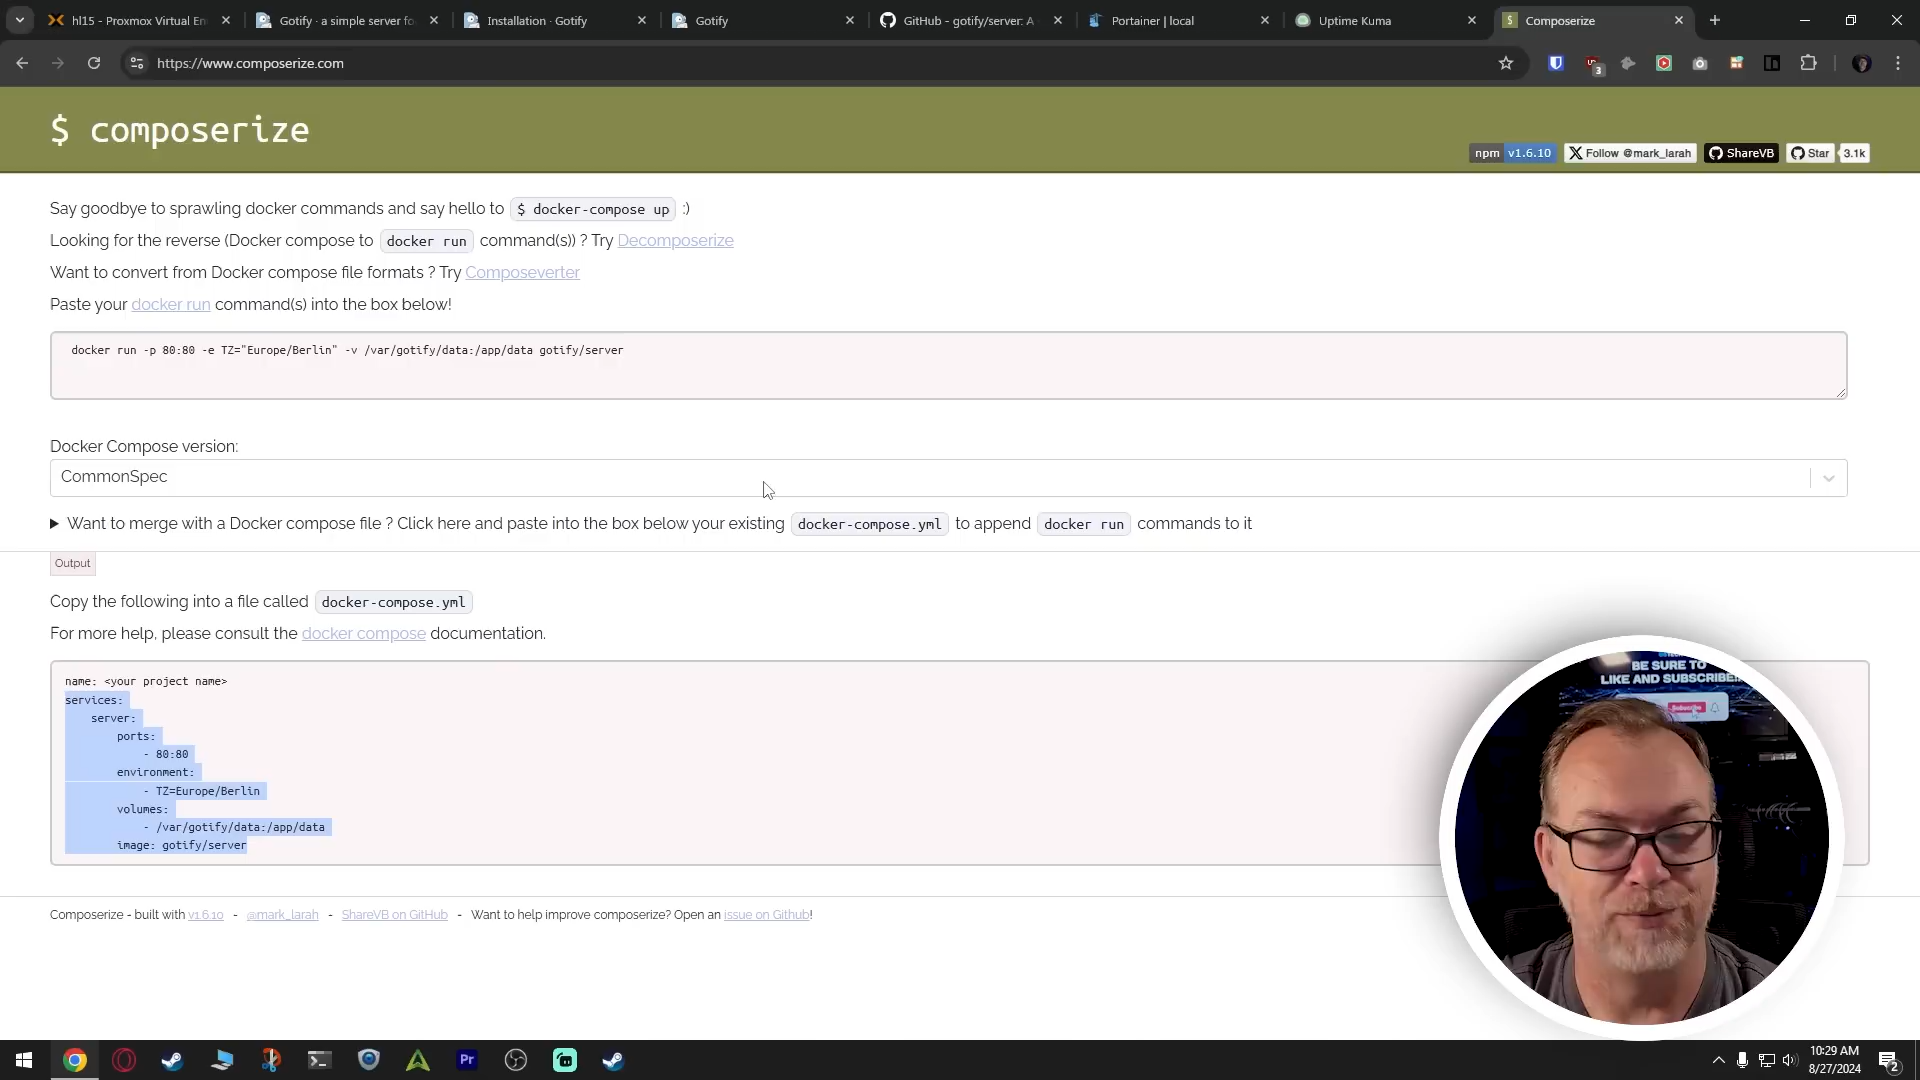 hl15 - Proxmox Virtual En
Gotify · a simple server fo
Installation · Gotify
Gotify
GitHub - gotify/server: A
Portainer | local
Uptime Kuma
$ Composerize
https://www.composerize.com
3
$ composerize
npm v1.6.10
Follow @mark_larah
ShareVB
Star
3.1k
Say goodbye to sprawling docker commands and say hello to $ docker-compose up :)
Looking for the reverse (Docker compose to docker run command(s)) ? Try Decomposerize
Want to convert from Docker compose file formats ? Try Composeverter
Paste your docker run command(s) into the box below!
docker run -p 80:80 -e TZ="Europe/Berlin" -v /var/gotify/data:/app/data gotify/server
Docker Compose version:
CommonSpec
Want to merge with a Docker compose file ? Click here and paste into the box below your existing docker-compose.yml to append docker run commands to it
Output
Copy the following into a file called docker-compose.yml
For more help, please consult the docker compose documentation.
name: <your project name>
services:
server:
ports:
- 80:80
environment:
- TZ=Europe/Berlin
volumes:
- /var/gotify/data:/app/data
image: gotify/server
BE SURE TO
LIKE AND SUBSCRIBE!
Subscribe
Composerize - built with v1.6.10 - @mark_larah - ShareVB on GitHub - Want to help improve composerize? Open an issue on Github!
Pr
10:29 AM
8/27/2024
2